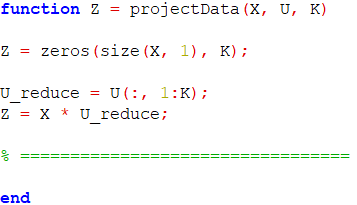 function Z = projectData(X, U, K)
Z = zeros(size(X, 1), K);
U_reduce = U(:, 1:K);
Z = X * U_reduce;
% =================================
end